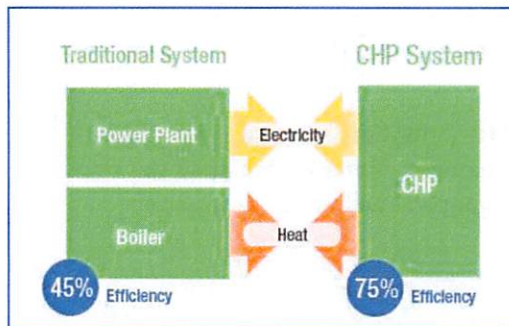 Traditional System
CHP System
Power Plant
Electricity
CHP
Boiler
Heat
45% Efficiency
75% Efficiency